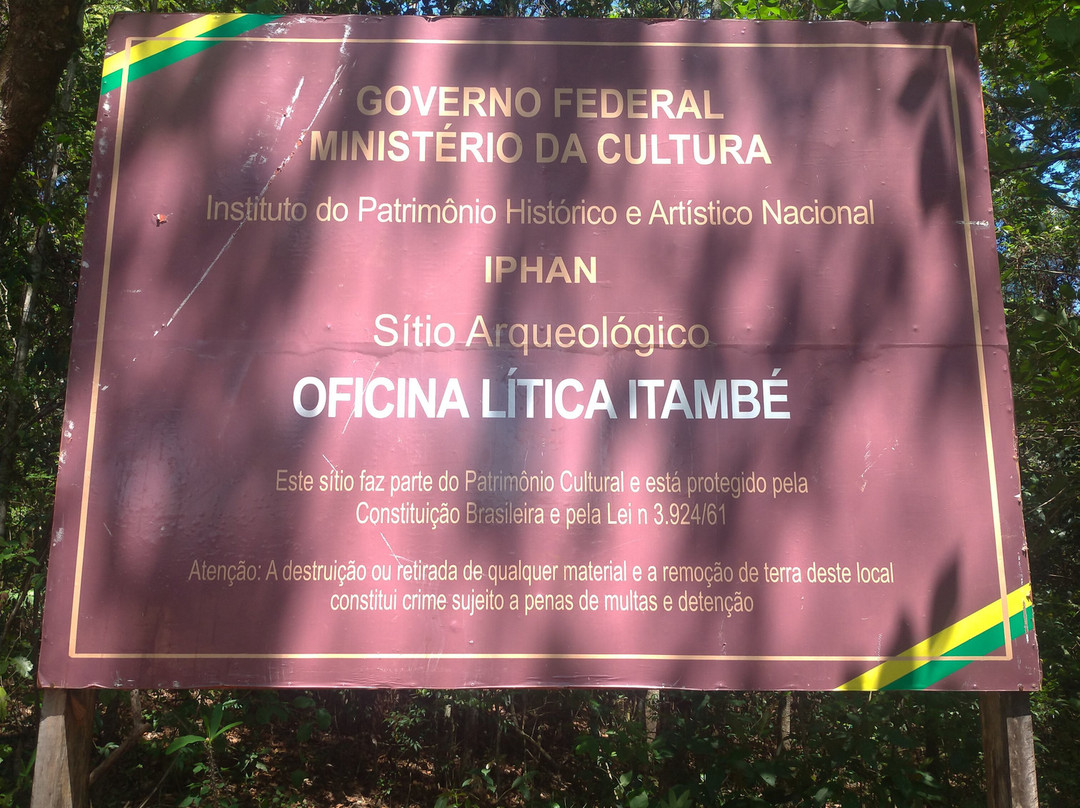 GOVERNO FEDERAL
MINISTÉRIO DA CULTURA
Instituto do Patrimônio Histórico e Artístico Nacional
IPHAN
Sítio Arqueológico
OFICINA LÍTICA ITAMBÉ
Este sítio faz parte do Patrimônio Cultural e está protegido pela
Constituição Brasileira e pela Lei n 3.924/61
Atenção: A destruição ou retirada de qualquer material e a remoção de terra deste local
constitui crime sujeito a penas de multas e detenção